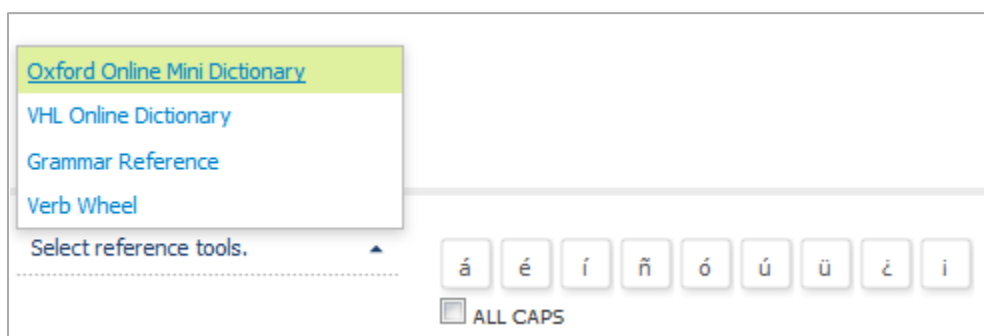 Oxford Online Mini Dictionary
VHL Online Dictionary
Grammar Reference
Verb Wheel
Select reference tools.
á é í ñ ó ú ü ¿ ¡
ALL CAPS